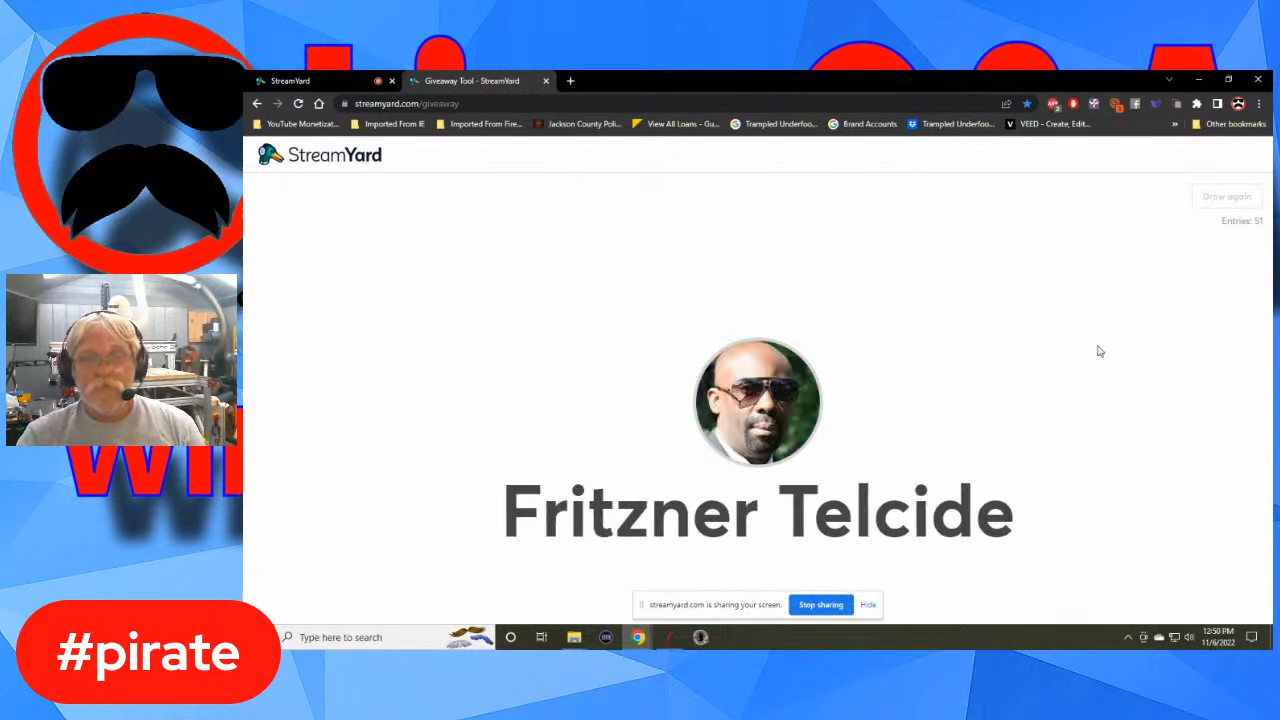 StreamYard
Giveaway Tool - StreamYard
streamyard.com/giveaway
YouTube Monetizat...
Imported From IE
Imported From Fire...
Jackson County Poli...
View All Loans - Gu...
Trampled Underfoo...
Brand Accounts
Trampled Underfoo...
VEED - Create, Edit...
»
Other bookmarks
StreamYard
Draw again
Entries: 51
Fritzner Telcide
streamyard.com is sharing your screen.
Stop sharing
Hide
#pirate
Type here to search
12:50 PM
11/6/2022